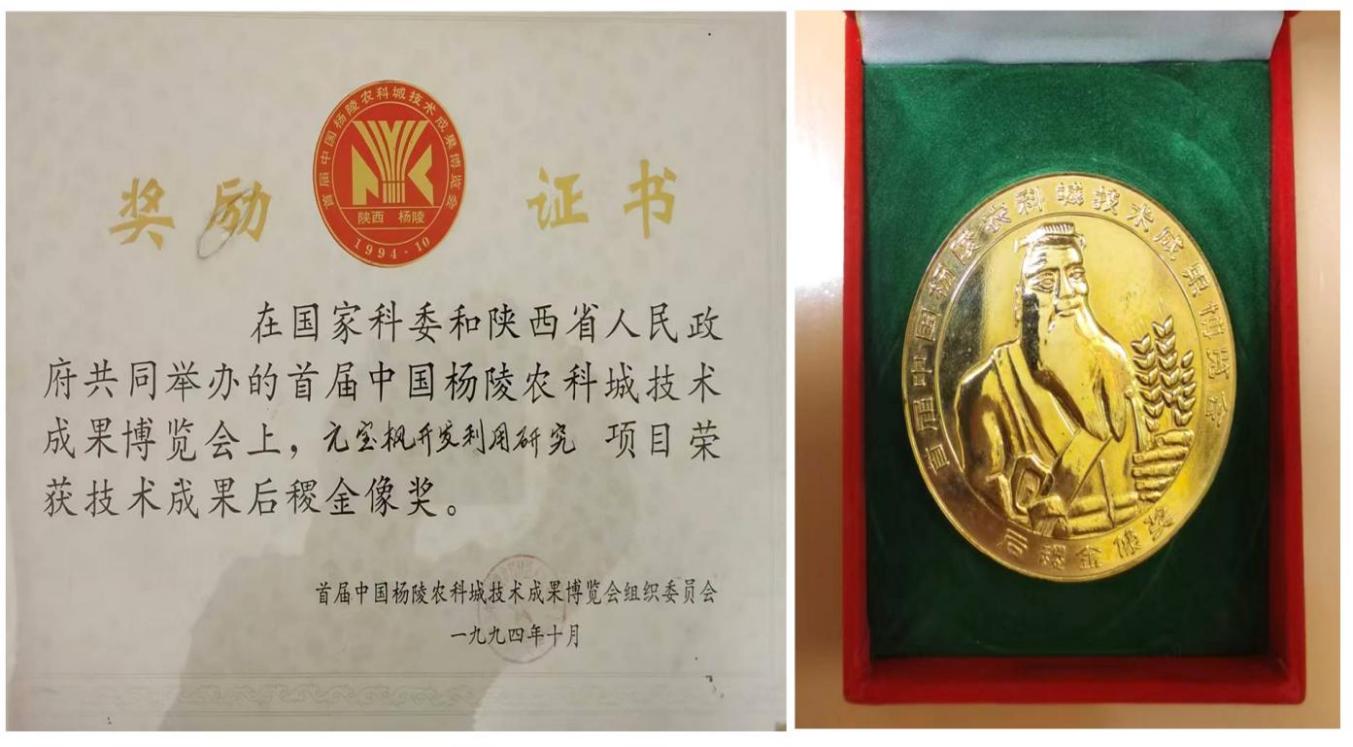 首届中国杨陵农科城技术成果博览会
陕西 杨陵
1994·10
奖励 证书
在国家科委和陕西省人民政
府共同举办的首届中国杨陵农科城技术
成果博览会上，元宝枫开发利用研究 项目荣
获技术成果后稷金像奖。
首届中国杨陵农科城技术成果博览会组织委员会
一九九四年十月
首届中国杨陵农科城技术成果博览会
后稷金像奖